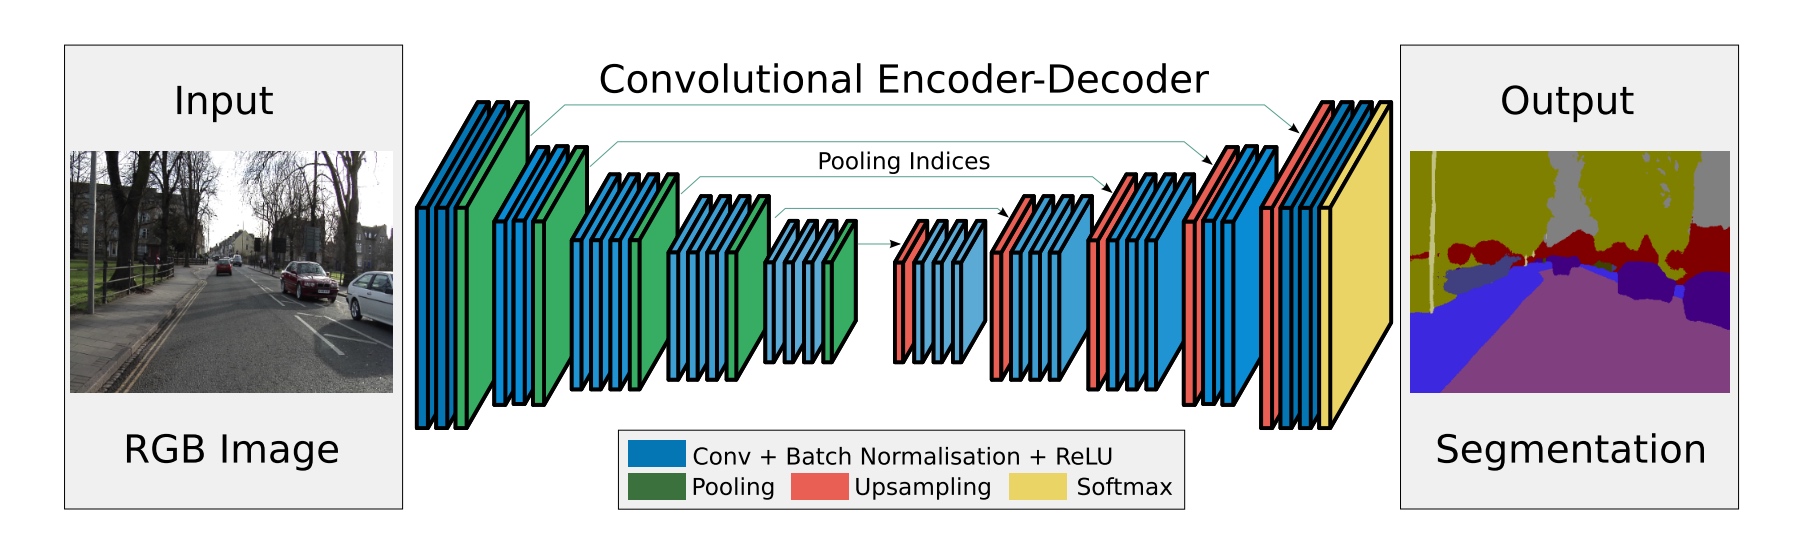 Convolutional Encoder-Decoder
Input
Output
Pooling Indices
RGB Image
Segmentation
Conv + Batch Normalisation + ReLU
Pooling
Upsampling
Softmax